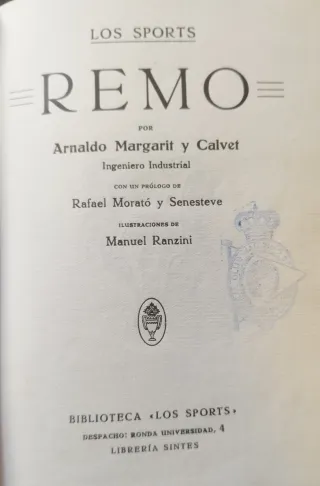 LOS SPORTS
REMO
POR
Arnaldo Margarit y Calvet
Ingeniero Industrial
CON UN PRÓLOGO DE
Rafael Morató y Senesteve
ILUSTRACIONES DE
Manuel Ranzini
BIBLIOTECA «LOS SPORTS»
DESPACHO: RONDA UNIVERSIDAD, 4
LIBRERÍA SINTES